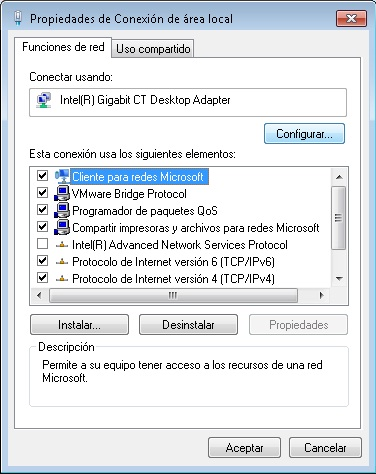 Propiedades de Conexión de área local
Funciones de red
Uso compartido
Conectar usando:
Intel(R) Gigabit CT Desktop Adapter
Configurar...
Esta conexión usa los siguientes elementos:
Cliente para redes Microsoft
VMware Bridge Protocol
Programador de paquetes QoS
Compartir impresoras y archivos para redes Microsoft
Intel(R) Advanced Network Services Protocol
Protocolo de Internet versión 6 (TCP/IPv6)
Protocolo de Internet versión 4 (TCP/IPv4)
Instalar...
Desinstalar
Propiedades
Descripción
Permite a su equipo tener acceso a los recursos de una red
Microsoft.
Aceptar
Cancelar